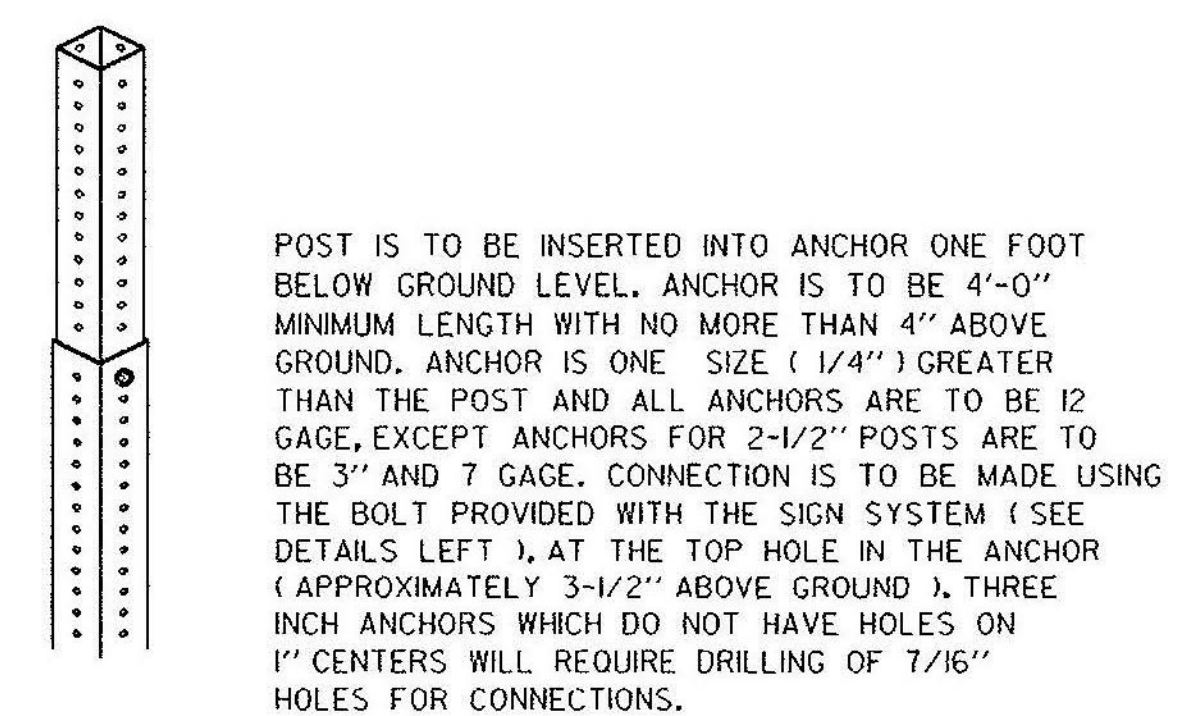 POST IS TO BE INSERTED INTO ANCHOR ONE FOOT
BELOW GROUND LEVEL. ANCHOR IS TO BE 4'-0"
MINIMUM LENGTH WITH NO MORE THAN 4" ABOVE
GROUND. ANCHOR IS ONE SIZE ( 1/4" ) GREATER
THAN THE POST AND ALL ANCHORS ARE TO BE 12
GAGE, EXCEPT ANCHORS FOR 2-1/2" POSTS ARE TO
BE 3" AND 7 GAGE. CONNECTION IS TO BE MADE USING
THE BOLT PROVIDED WITH THE SIGN SYSTEM ( SEE
DETAILS LEFT ), AT THE TOP HOLE IN THE ANCHOR
( APPROXIMATELY 3-1/2" ABOVE GROUND ). THREE
INCH ANCHORS WHICH DO NOT HAVE HOLES ON
1" CENTERS WILL REQUIRE DRILLING OF 7/16"
HOLES FOR CONNECTIONS.